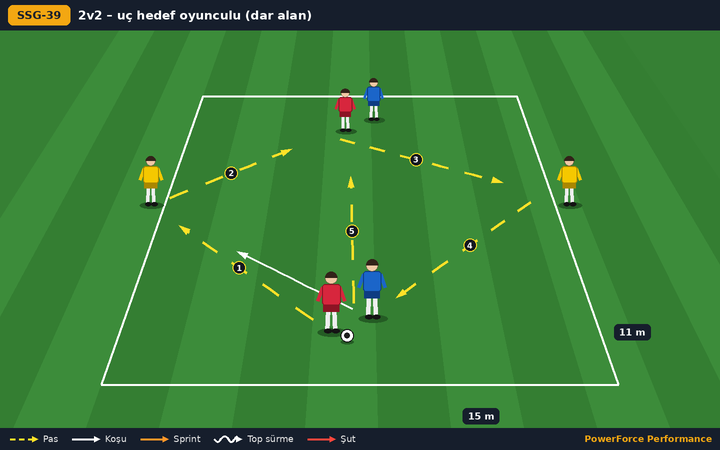 SSG-39 2v2 – uç hedef oyunculu (dar alan)
3
2
5
4
1
11 m
15 m
Pas Koşu Sprint Top sürme Şut PowerForce Performance